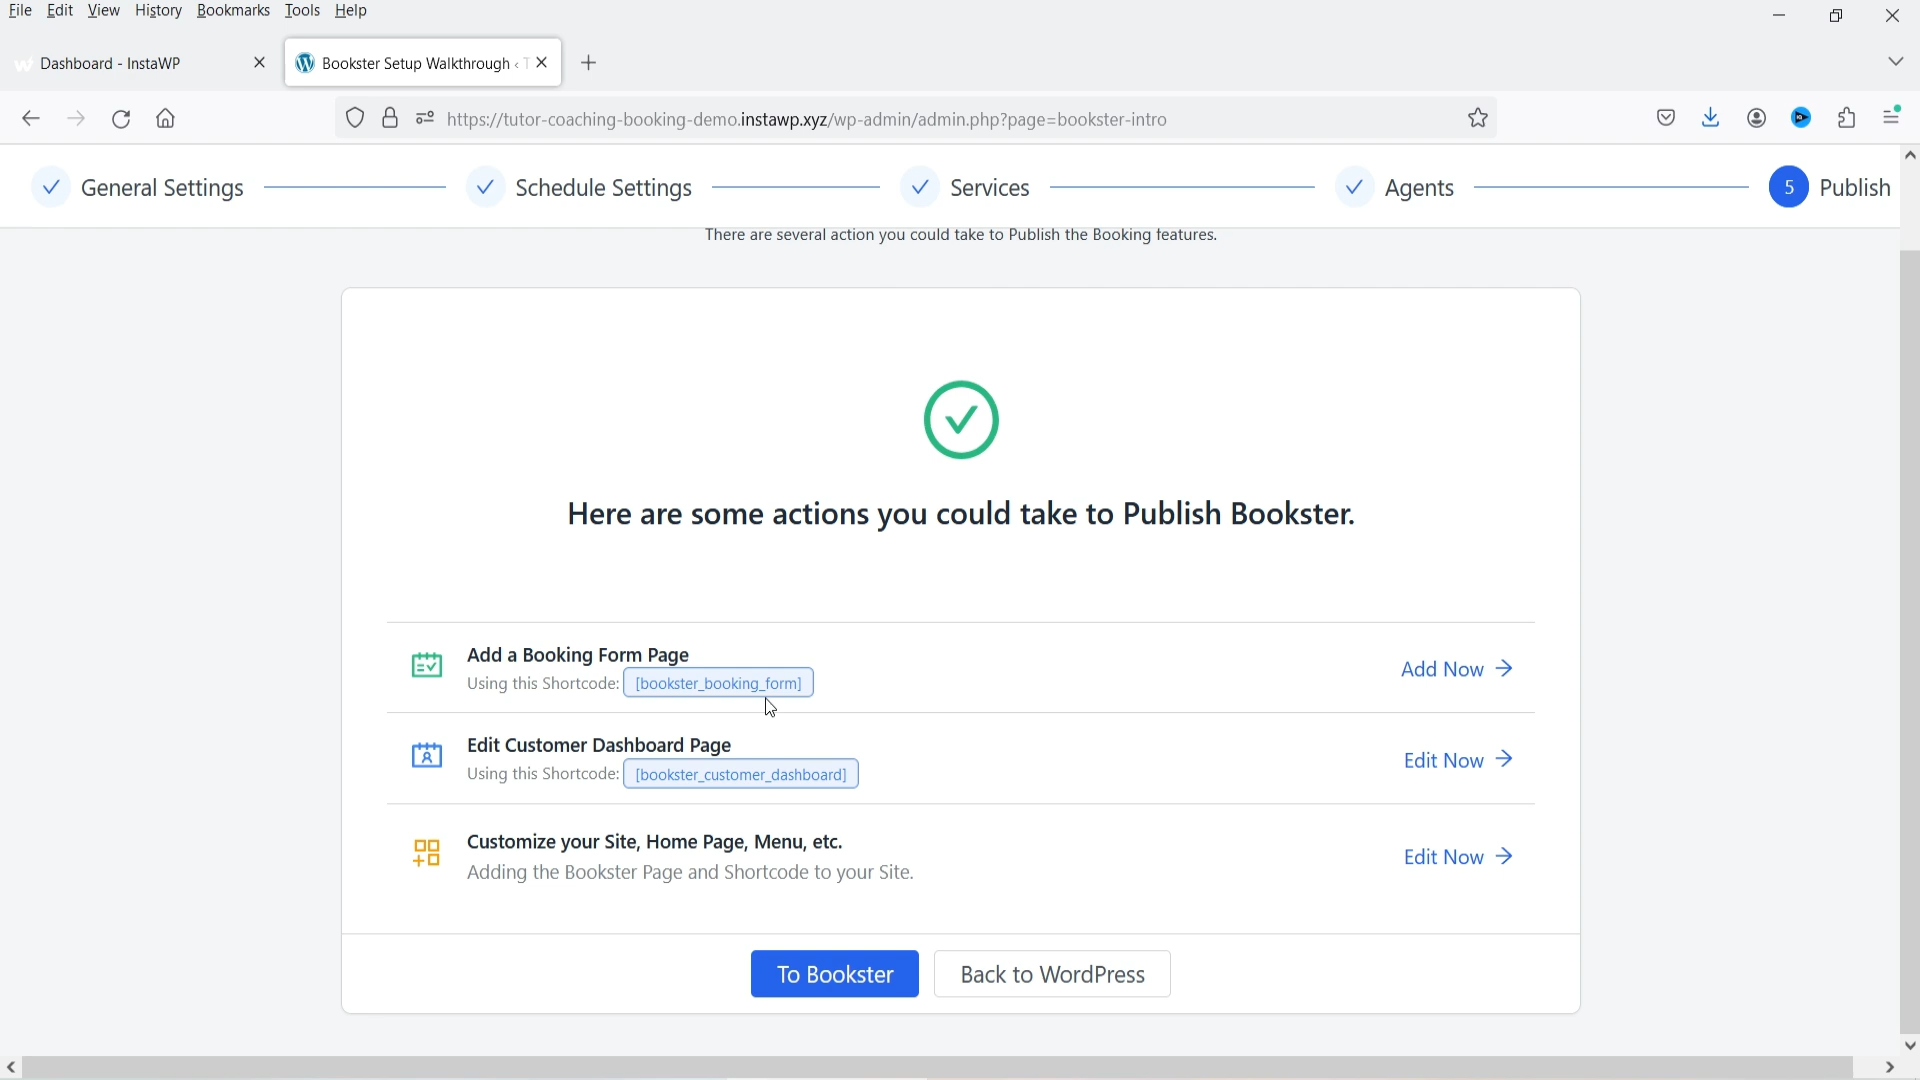 File Edit View History Bookmarks Tools Help
Dashboard - InstaWP
Bookster Setup Walkthrough ‹ T
https://tutor-coaching-booking-demo.instawp.xyz/wp-admin/admin.php?page=bookster-intro
General Settings
Schedule Settings
Services
Agents
5 Publish
There are several action you could take to Publish the Booking features.
Here are some actions you could take to Publish Bookster.
Add a Booking Form Page
Using this Shortcode: [bookster_booking_form]
Add Now
Edit Customer Dashboard Page
Using this Shortcode: [bookster_customer_dashboard]
Edit Now
Customize your Site, Home Page, Menu, etc.
Adding the Bookster Page and Shortcode to your Site.
Edit Now
To Bookster
Back to WordPress